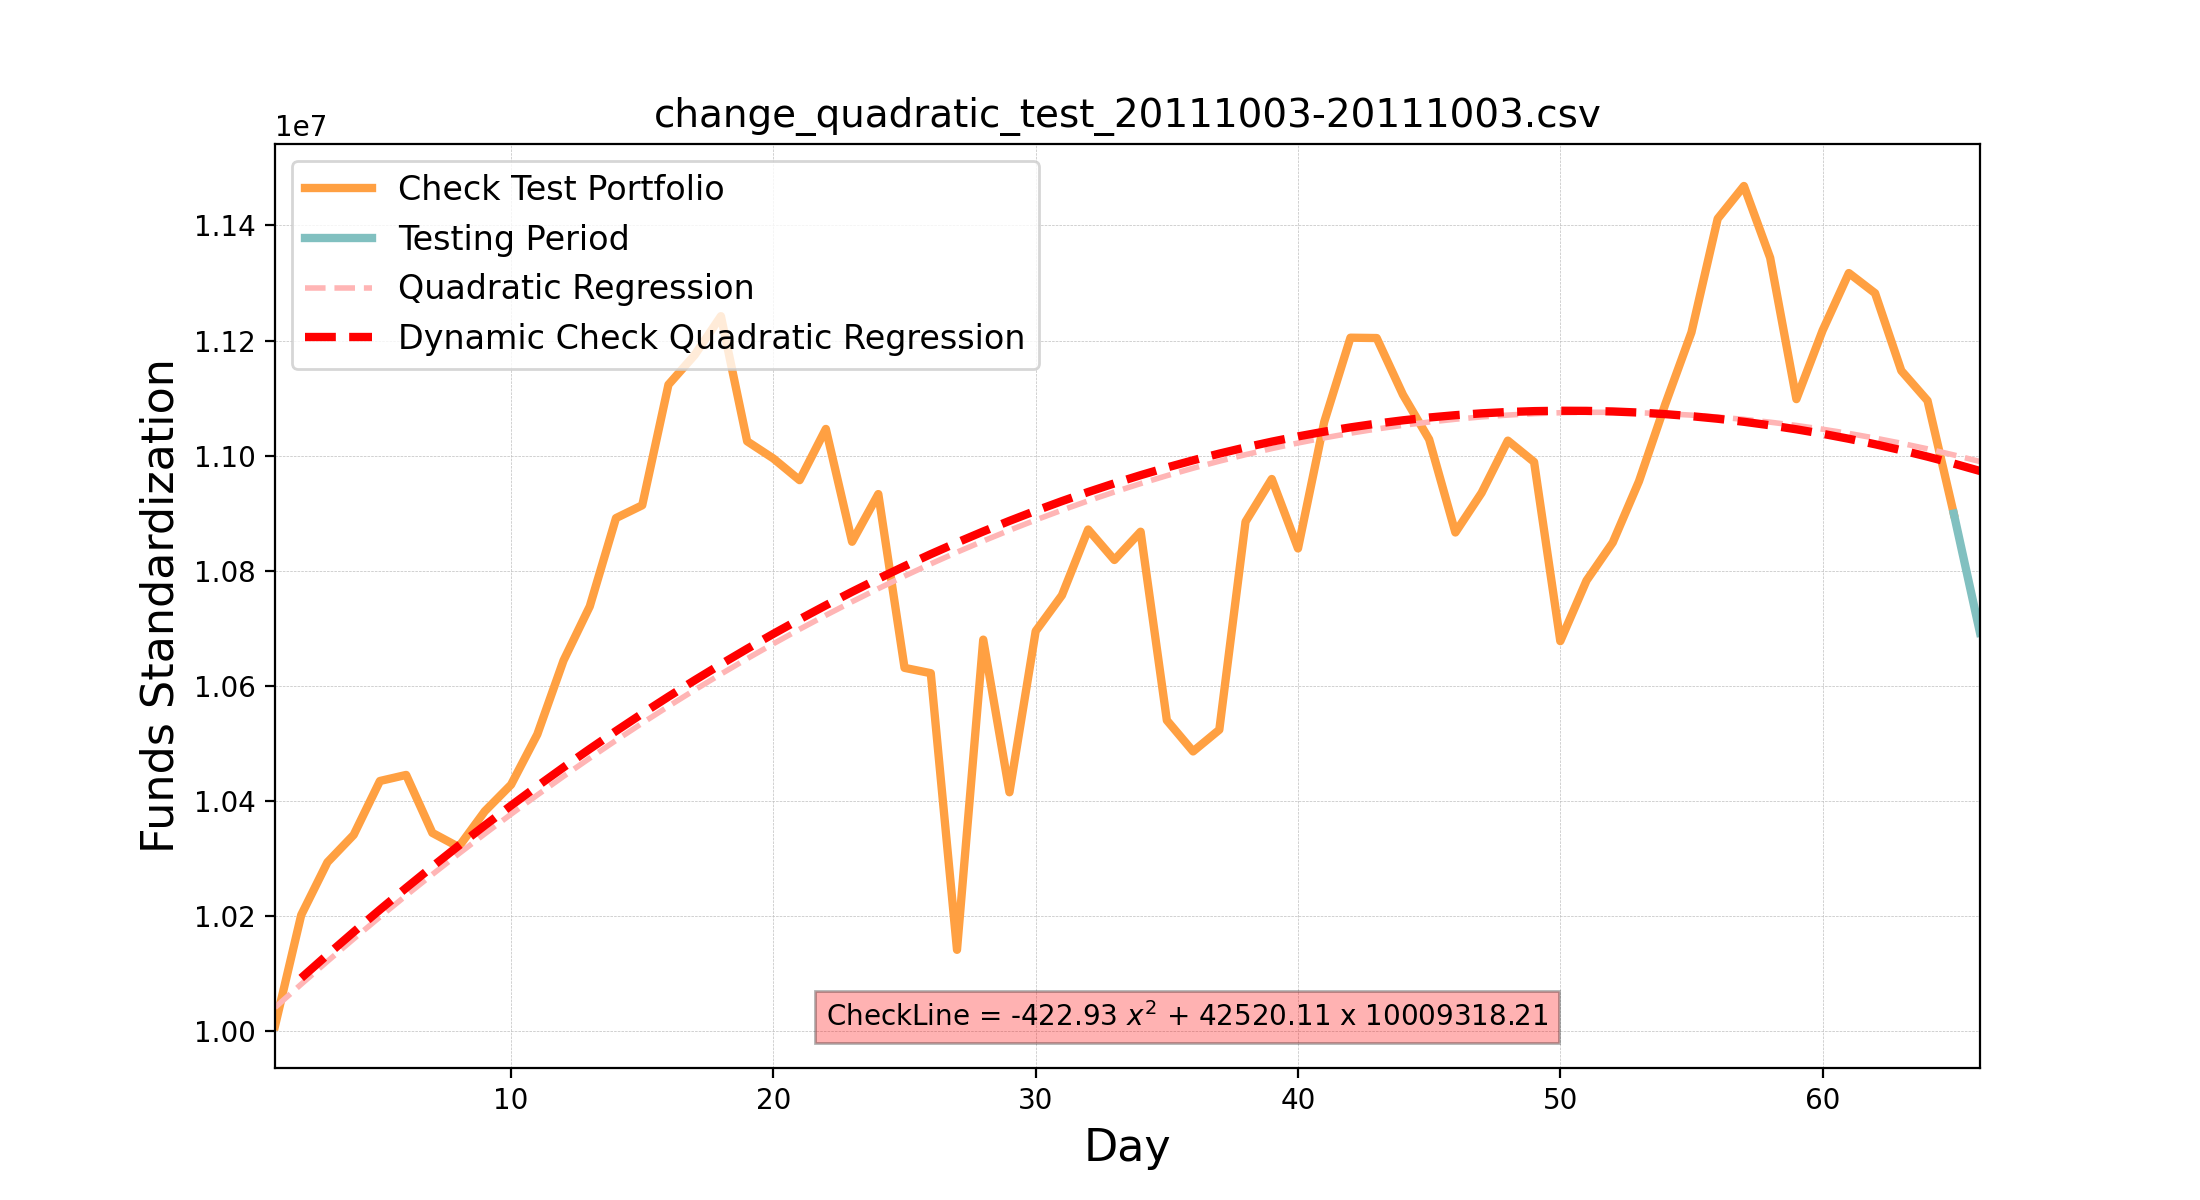 change_quadratic_test_20111003-20111003.csv
1e7
Check Test Portfolio
Testing Period
Quadratic Regression
Dynamic Check Quadratic Regression
1.14
1.12
1.10
1.08
1.06
1.04
1.02
1.00
Funds Standardization
CheckLine = -422.93 x² + 42520.11 x 10009318.21
10 20 30 40 50 60
Day